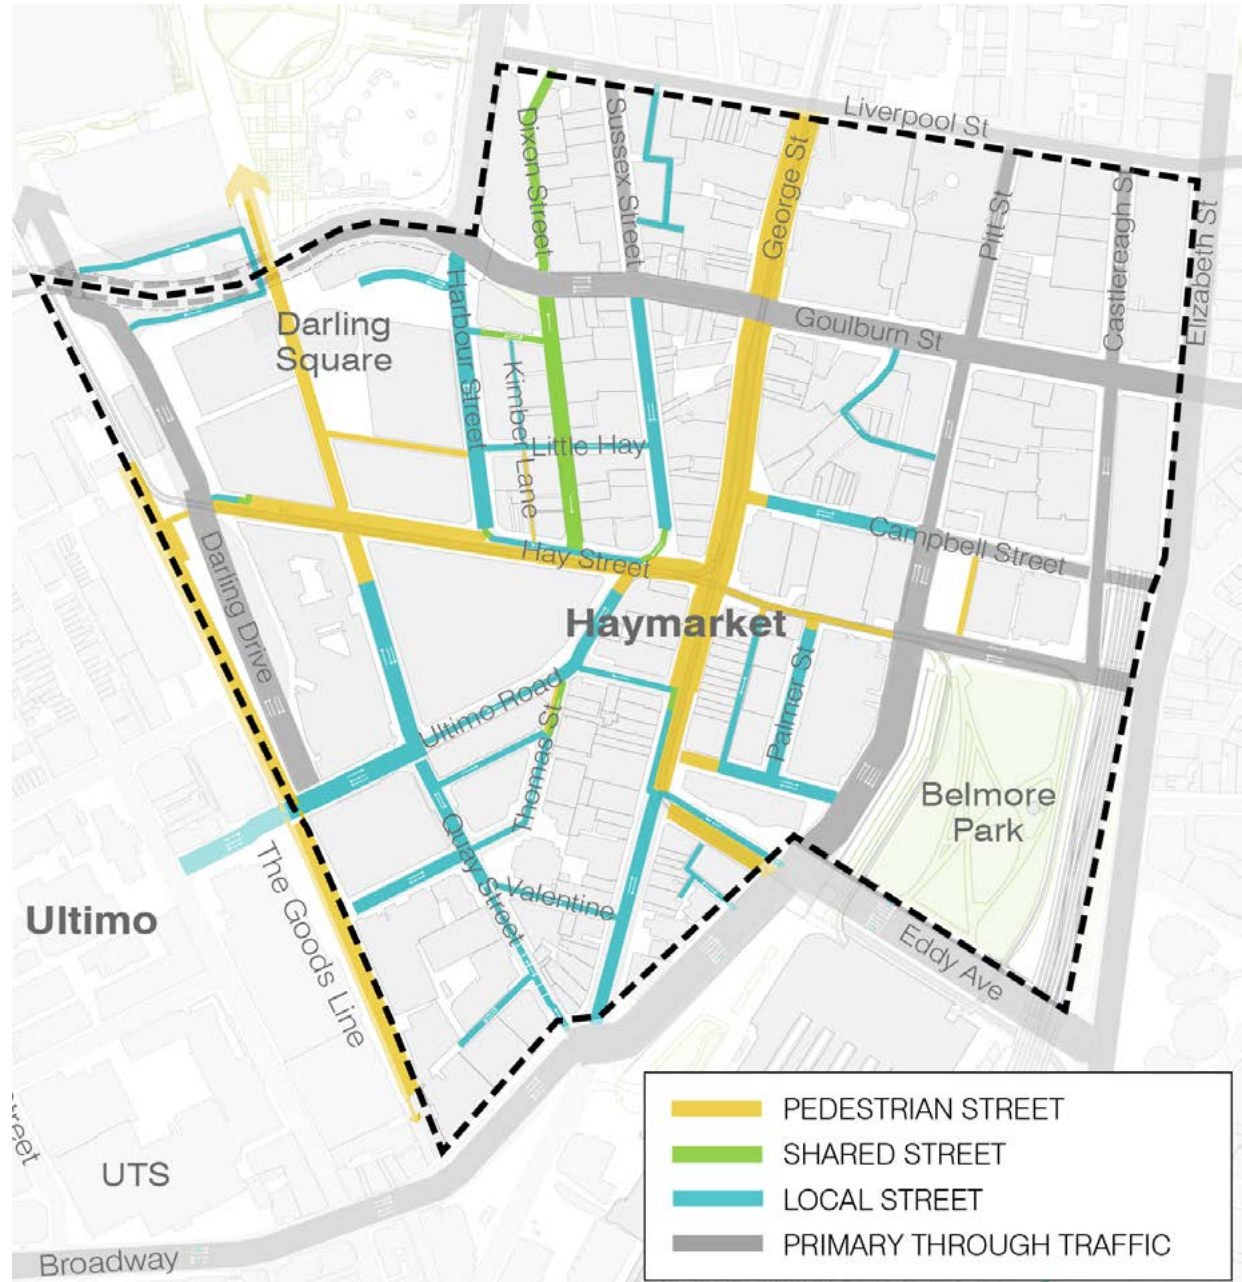 Liverpool St
Dixon Street
Sussex Street
George St
Pitt St
Castlereagh St
Elizabeth St
Goulburn St
Darling
Square
Harbour Street
Kimber Lane
Little Hay
Hay Street
Campbell Street
Darling Drive
Haymarket
Ultimo Road
Thomas St
Palmer St
Belmore
Park
Quay Street
Valentine
The Goods Line
Ultimo
Eddy Ave
UTS
Broadway
PEDESTRIAN STREET
SHARED STREET
LOCAL STREET
PRIMARY THROUGH TRAFFIC